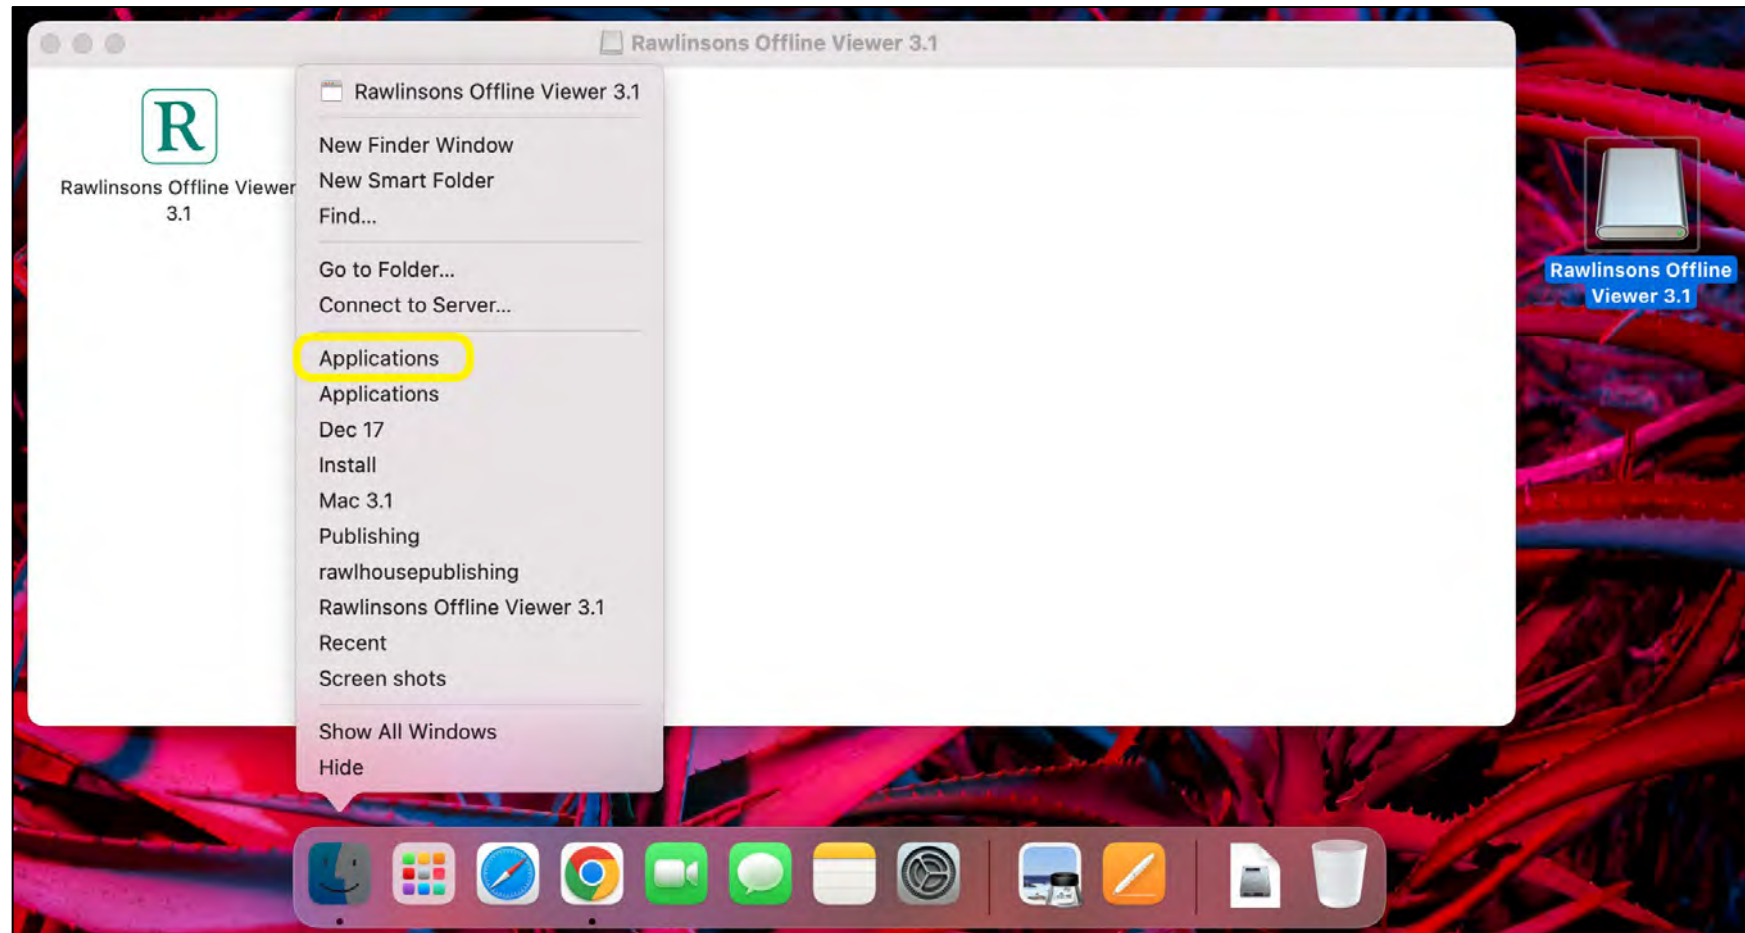 Rawlinsons Offline Viewer 3.1
R
Rawlinsons Offline Viewer
3.1
Rawlinsons Offline Viewer 3.1
New Finder Window
New Smart Folder
Find...
Go to Folder...
Connect to Server...
Applications
Applications
Dec 17
Install
Mac 3.1
Publishing
rawlhousepublishing
Rawlinsons Offline Viewer 3.1
Recent
Screen shots
Show All Windows
Hide
Rawlinsons Offline
Viewer 3.1